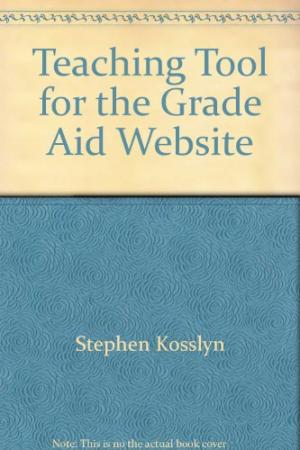 Teaching Tool
for the Grade
Aid Website
Stephen Kosslyn
Note: This is no the actual book cover